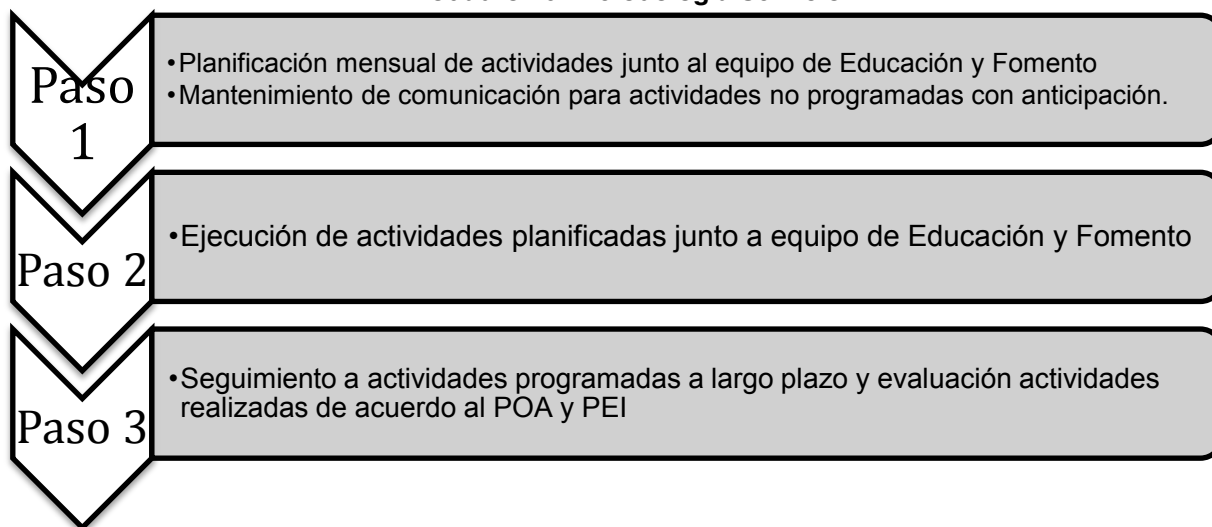 Paso
1
•Planificación mensual de actividades junto al equipo de Educación y Fomento
•Mantenimiento de comunicación para actividades no programadas con anticipación.
Paso 2
•Ejecución de actividades planificadas junto a equipo de Educación y Fomento
Paso 3
•Seguimiento a actividades programadas a largo plazo y evaluación actividades
realizadas de acuerdo al POA y PEI